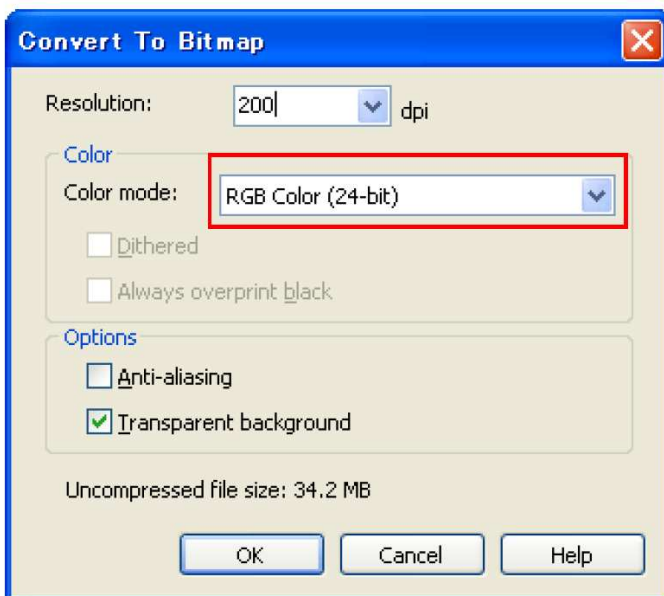 Convert To Bitmap
Resolution: 200 dpi
Color
Color mode: RGB Color (24-bit)
Dithered
Always overprint black
Options
Anti-aliasing
Transparent background
Uncompressed file size: 34.2 MB
OK Cancel Help